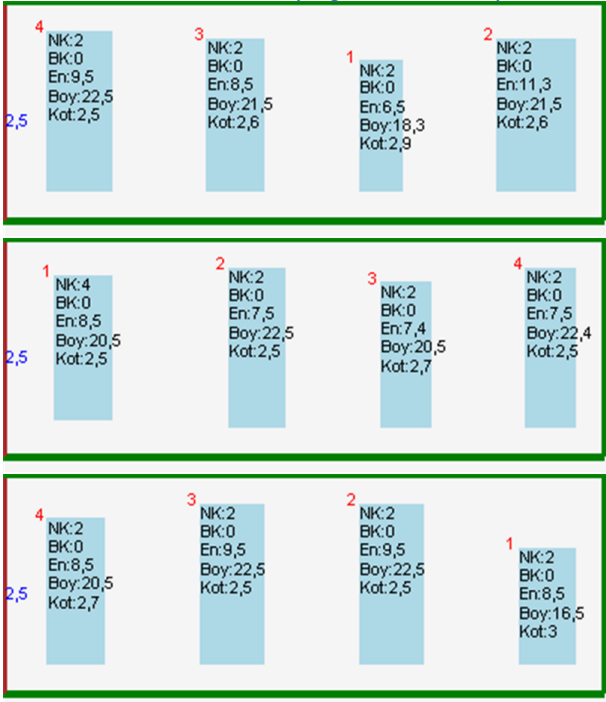 4
NK:2
BK:0
En:9,5
Boy:22,5
Kot:2,5
3
NK:2
BK:0
En:8,5
Boy:21,5
Kot:2,6
1
NK:2
BK:0
En:6,5
Boy:18,3
Kot:2,9
2
NK:2
BK:0
En:11,3
Boy:21,5
Kot:2,6
2,5
1
NK:4
BK:0
En:8,5
Boy:20,5
Kot:2,5
2
NK:2
BK:0
En:7,5
Boy:22,5
Kot:2,5
3
NK:2
BK:0
En:7,4
Boy:20,5
Kot:2,7
4
NK:2
BK:0
En:7,5
Boy:22,4
Kot:2,5
2,5
4
NK:2
BK:0
En:8,5
Boy:20,5
Kot:2,7
3
NK:2
BK:0
En:9,5
Boy:22,5
Kot:2,5
2
NK:2
BK:0
En:9,5
Boy:22,5
Kot:2,5
1
NK:2
BK:0
En:8,5
Boy:16,5
Kot:3
2,5